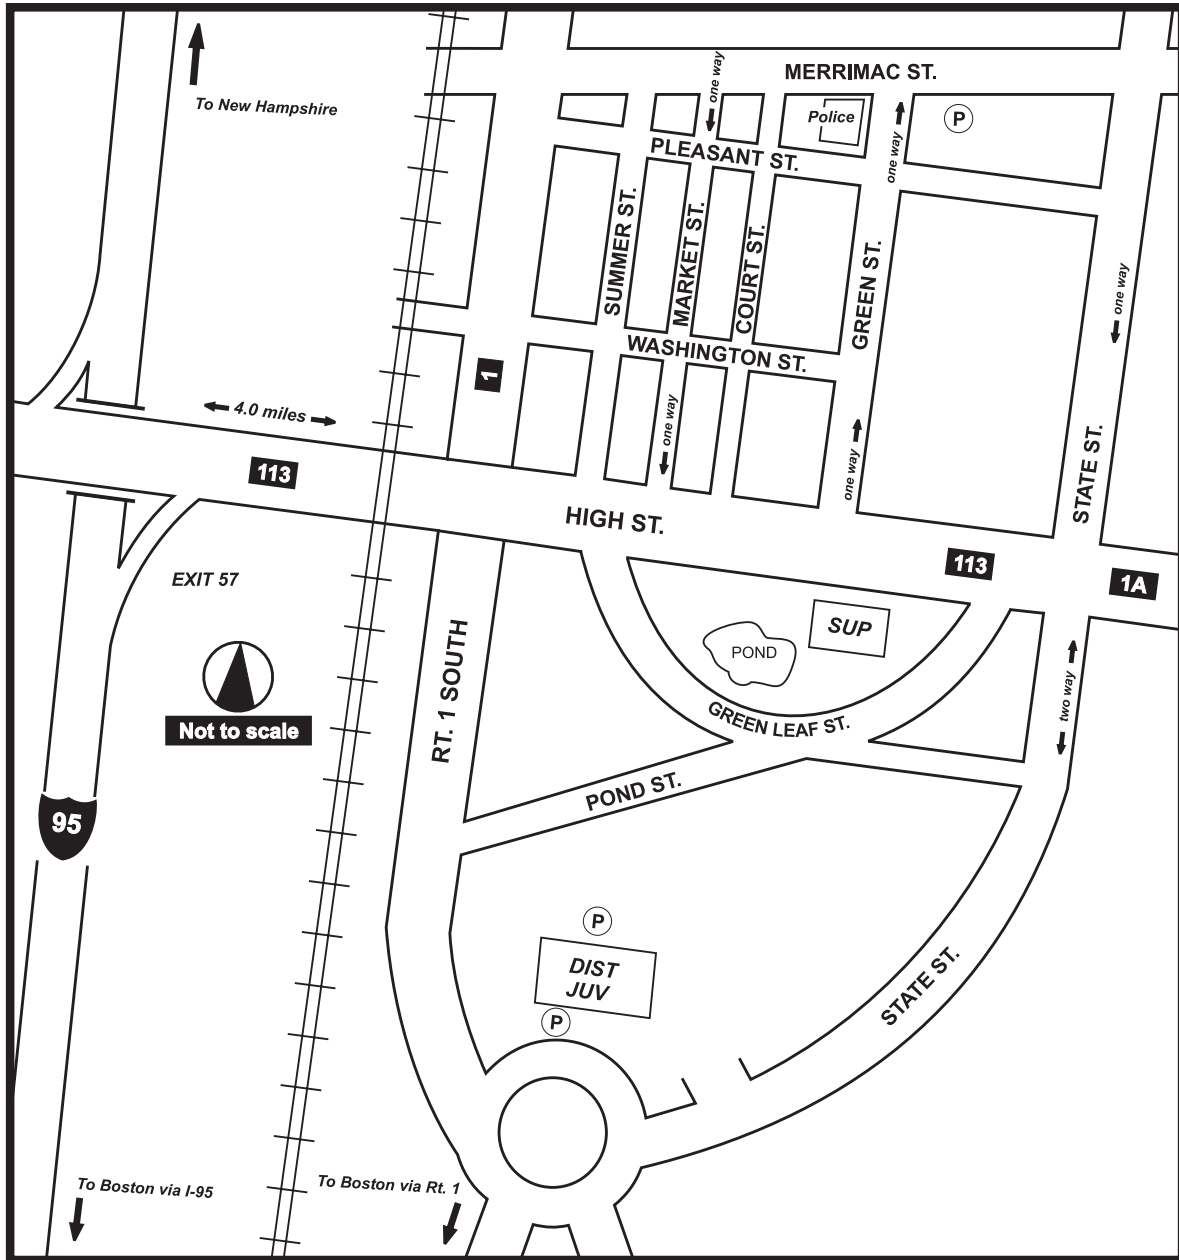 MERRIMAC ST.
one way
To New Hampshire
Police
P
PLEASANT ST.
one way
SUMMER ST.
MARKET ST.
COURT ST.
GREEN ST.
one way
WASHINGTON ST.
1
4.0 miles
one way
one way
STATE ST.
113
HIGH ST.
113
1A
EXIT 57
SUP
POND
RT. 1 SOUTH
two way
GREEN LEAF ST.
Not to scale
POND ST.
95
P
DIST
JUV
P
STATE ST.
To Boston via I-95
To Boston via Rt. 1